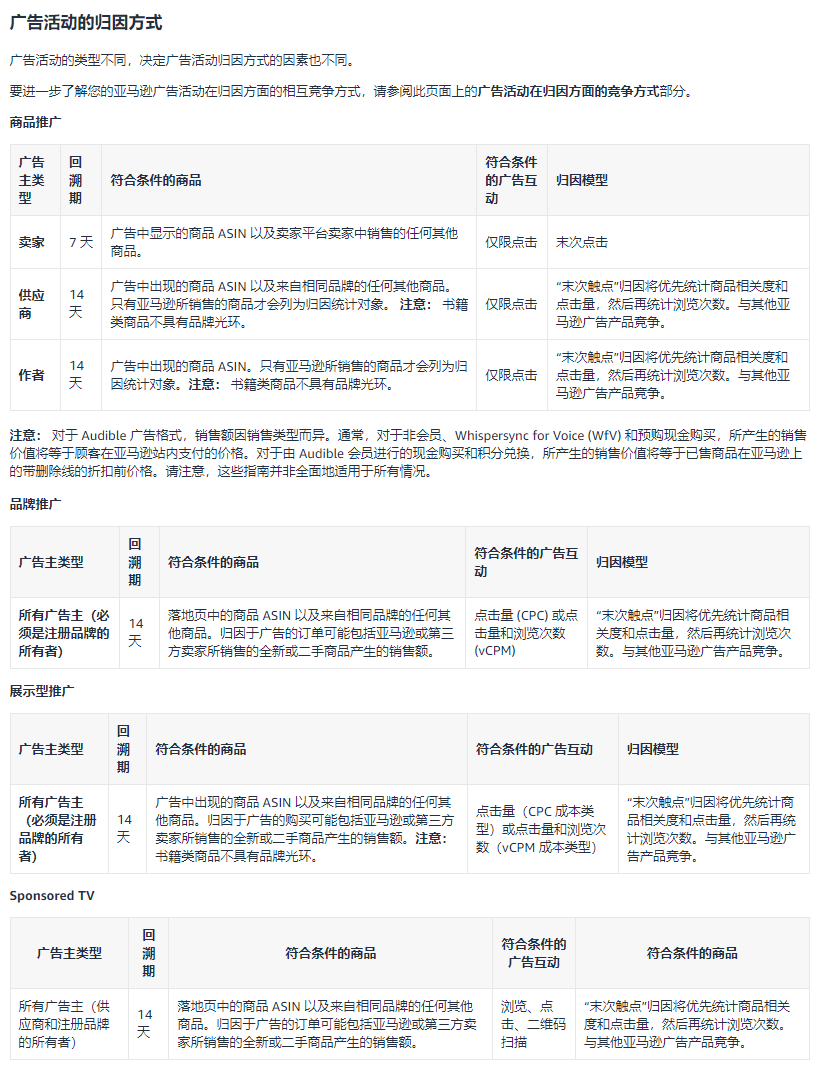 广告活动的归因方式
广告活动的类型不同，决定广告活动归因方式的因素也不同。
要进一步了解您的亚马逊广告活动在归因方面的相互竞争方式，请参阅此页面上的广告活动在归因方面的竞争方式部分。
商品推广
广告
主类
型
回
溯
期
符合条件的商品
符合条件
的广告互
动
归因模型
卖家
7 天
广告中显示的商品 ASIN 以及卖家平台卖家中销售的任何其他
商品。
仅限点击
末次点击
供应
商
14
天
广告中出现的商品 ASIN 以及来自相同品牌的任何其他商品。
只有亚马逊所销售的商品才会列为归因统计对象。 注意： 书籍
类商品不具有品牌光环。
仅限点击
“末次触点”归因将优先统计商品相关度和
点击量，然后再统计浏览次数。与其他亚
马逊广告产品竞争。
作者
14
天
广告中出现的商品 ASIN。只有亚马逊所销售的商品才会列为归
因统计对象。注意： 书籍类商品不具有品牌光环。
仅限点击
“末次触点”归因将优先统计商品相关度和
点击量，然后再统计浏览次数。与其他亚
马逊广告产品竞争。
注意： 对于 Audible 广告格式，销售额因销售类型而异。通常，对于非会员、Whispersync for Voice (WfV) 和预购现金购买，所产生的销售
价值将等于顾客在亚马逊站内支付的价格。对于由 Audible 会员进行的现金购买和积分兑换，所产生的销售价值将等于已售商品在亚马逊上
的带删除线的折扣前价格。请注意，这些指南并非全面地适用于所有情况。
品牌推广
广告主类型
回
溯
期
符合条件的商品
符合条件的广告互
动
归因模型
所有广告主（必
须是注册品牌的
所有者）
14
天
落地页中的商品 ASIN 以及来自相同品牌的任何其
他商品。归因于广告的订单可能包括亚马逊或第三
方卖家所销售的全新或二手商品产生的销售额。
点击量 (CPC) 或点
击量和浏览次数
(vCPM)
“末次触点”归因将优先统计商品相
关度和点击量，然后再统计浏览次
数。与其他亚马逊广告产品竞争。
展示型推广
广告主类型
回
溯
期
符合条件的商品
符合条件的广告互动
归因模型
所有广告主
（必须是注册
品牌的所有
者）
14
天
广告中出现的商品 ASIN 以及来自相同品牌的任何其
他商品。归因于广告的购买可能包括亚马逊或第三方
卖家所销售的全新或二手商品产生的销售额。注意：
书籍类商品不具有品牌光环。
点击量（CPC 成本类
型）或点击量和浏览次
数（vCPM 成本类型）
“末次触点”归因将优先统计商
品相关度和点击量，然后再统
计浏览次数。与其他亚马逊广
告产品竞争。
Sponsored TV
广告主类型
回
溯
期
符合条件的商品
符合条件的
广告互动
符合条件的商品
所有广告主（供
应商和注册品牌
的所有者）
14
天
落地页中的商品 ASIN 以及来自相同品牌的任何其他
商品。归因于广告的订单可能包括亚马逊或第三方卖
家所销售的全新或二手商品产生的销售额。
浏览、点
击、二维码
扫描
“末次触点”归因将优先统计商品相关
度和点击量，然后再统计浏览次数。
与其他亚马逊广告产品竞争。